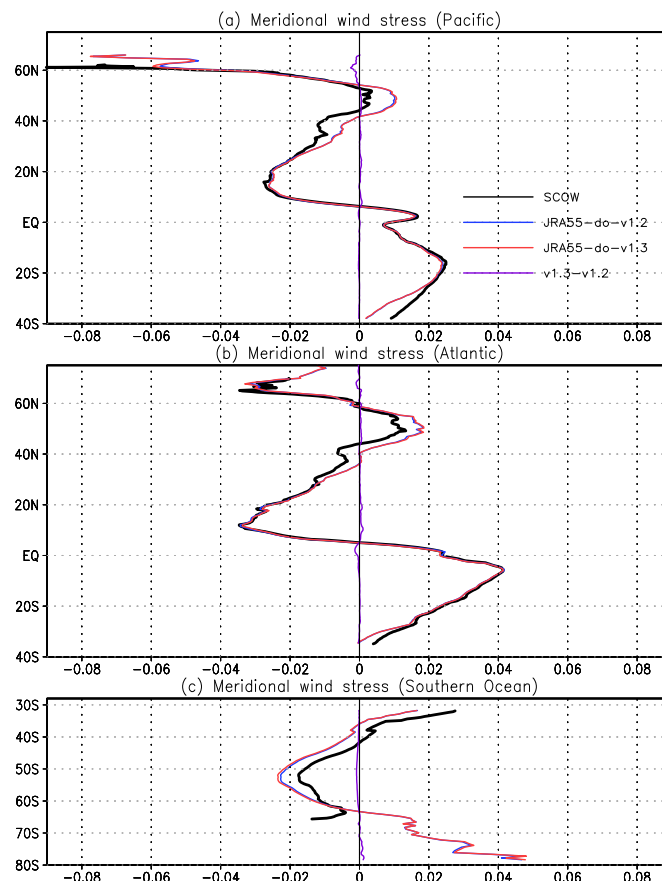 (a) Meridional wind stress (Pacific)
60N
40N
20N
EQ
20S
40S
SCOW
JRA55-do-v1.2
JRA55-do-v1.3
v1.3-v1.2
-0.08 -0.06 -0.04 -0.02 0 0.02 0.04 0.06 0.08
(b) Meridional wind stress (Atlantic)
60N
40N
20N
EQ
20S
40S
-0.08 -0.06 -0.04 -0.02 0 0.02 0.04 0.06 0.08
(c) Meridional wind stress (Southern Ocean)
30S
40S
50S
60S
70S
80S
-0.08 -0.06 -0.04 -0.02 0 0.02 0.04 0.06 0.08